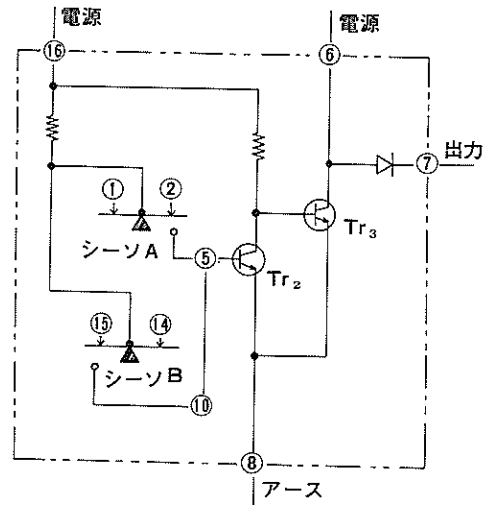 電源
電源
⑯
⑥
⑦ 出力
① ②
シーソA
⑤
Tr₃
Tr₂
⑮ ⑭
シーソB
⑩
⑧
アース